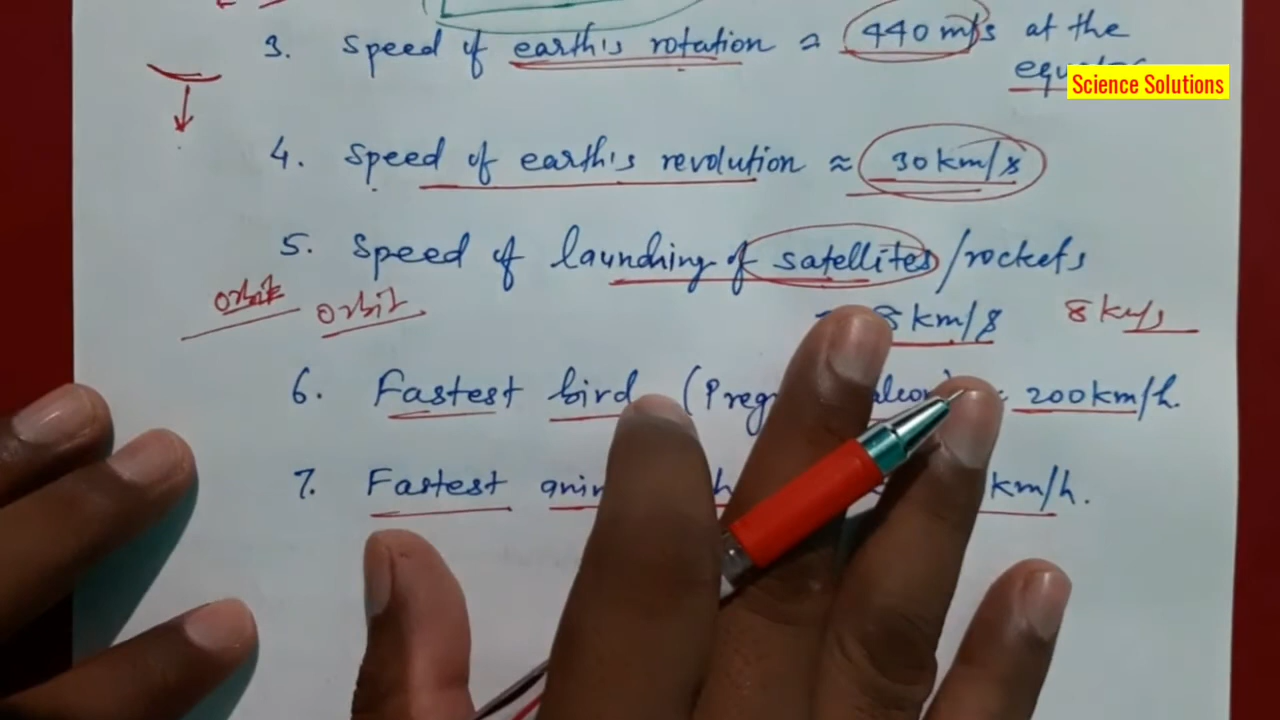 3. Speed of earth's rotation ≈ 440 m/s at the
Science Solutions
4. Speed of earth's revolution ≈ 30 km/s
5. Speed of launching of satellites/rockets
orbit orbit 8 km/s 8 km/s
6. Fastest bird ( 200 km/h.
7. Fastest km/h.